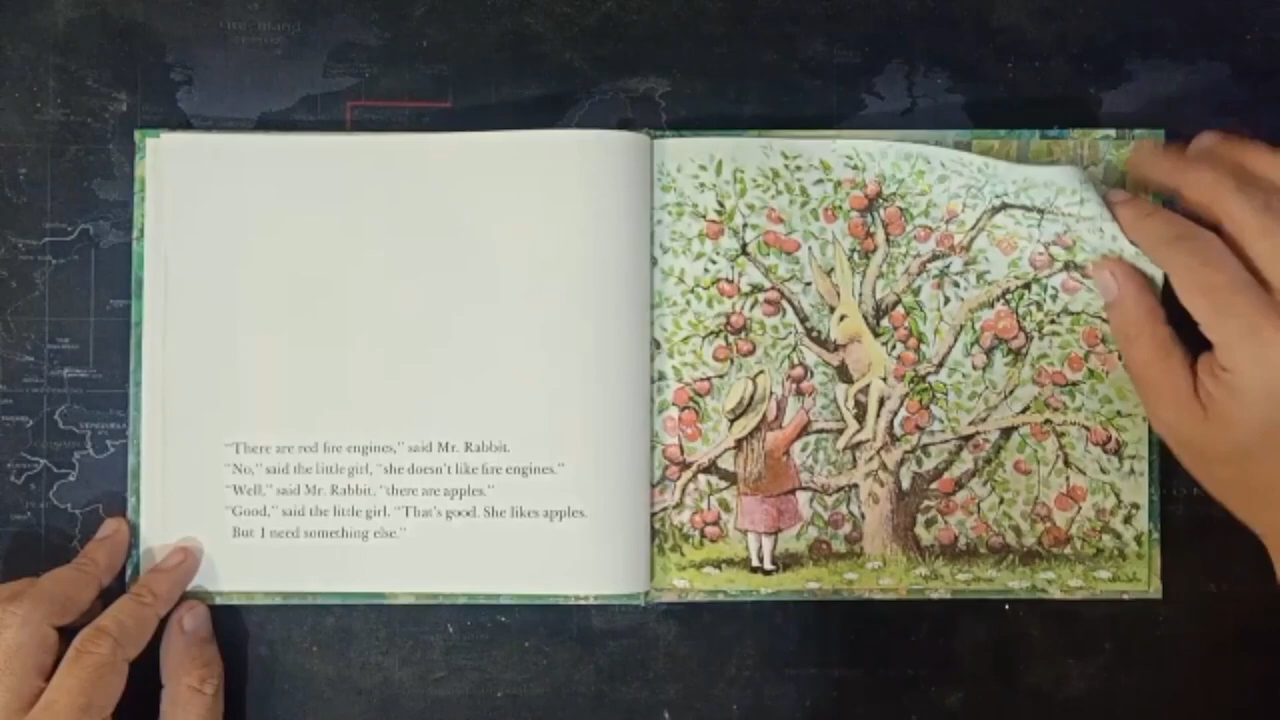 "There are red fire engines," said Mr. Rabbit.
"No," said the little girl, "she doesn't like fire engines."
"Well," said Mr. Rabbit, "there are apples."
"Good," said the little girl. "That's good. She likes apples.
But I need something else."